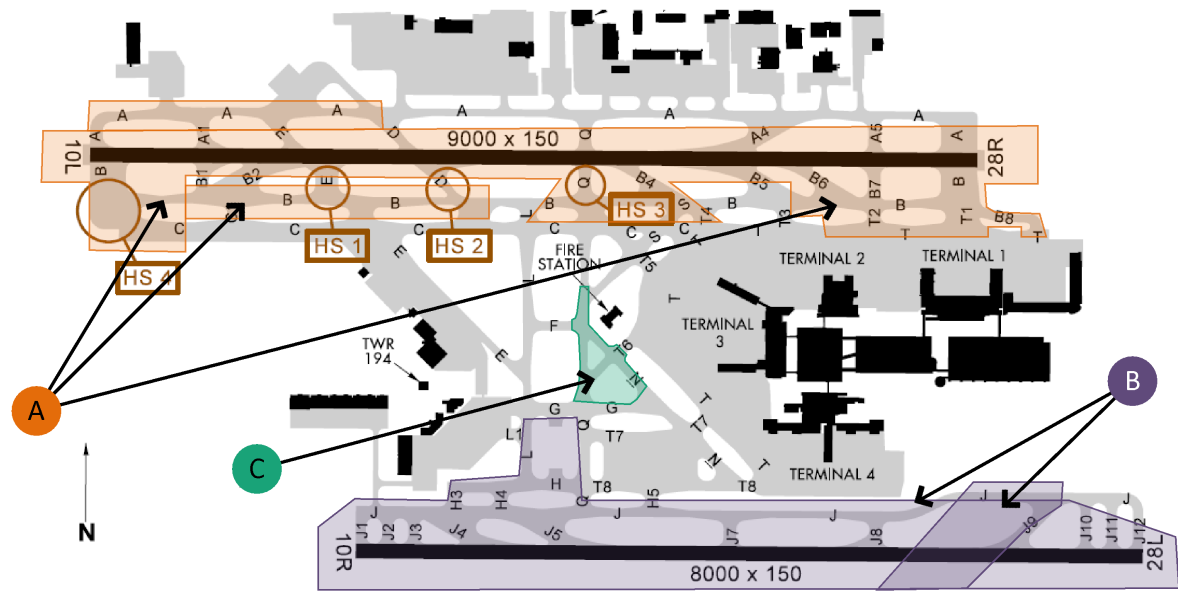 A A A A A A
A A1 E D Q A4 A5 A
10L 9000 x 150 28R
B B1 B2 E D Q B4 B5 B6 B7 B
B B L B S T4 B T3 T2 B T1 B8
C C C C C S T T T
HS 4 HS 1 HS 2 HS 3
E FIRE STATION T5
TERMINAL 2 TERMINAL 1
L T
F TERMINAL 3
TWR 194
E T6
N
A B
T
G G
L1 Q T7 T7
L
C
N T
TERMINAL 4
H T8 T8
H3 H4 Q H5 J J
N
J J J
J1 J2 J3 J4 J5 J7 J8 J9 J10 J11 J12
10R 8000 x 150 28L